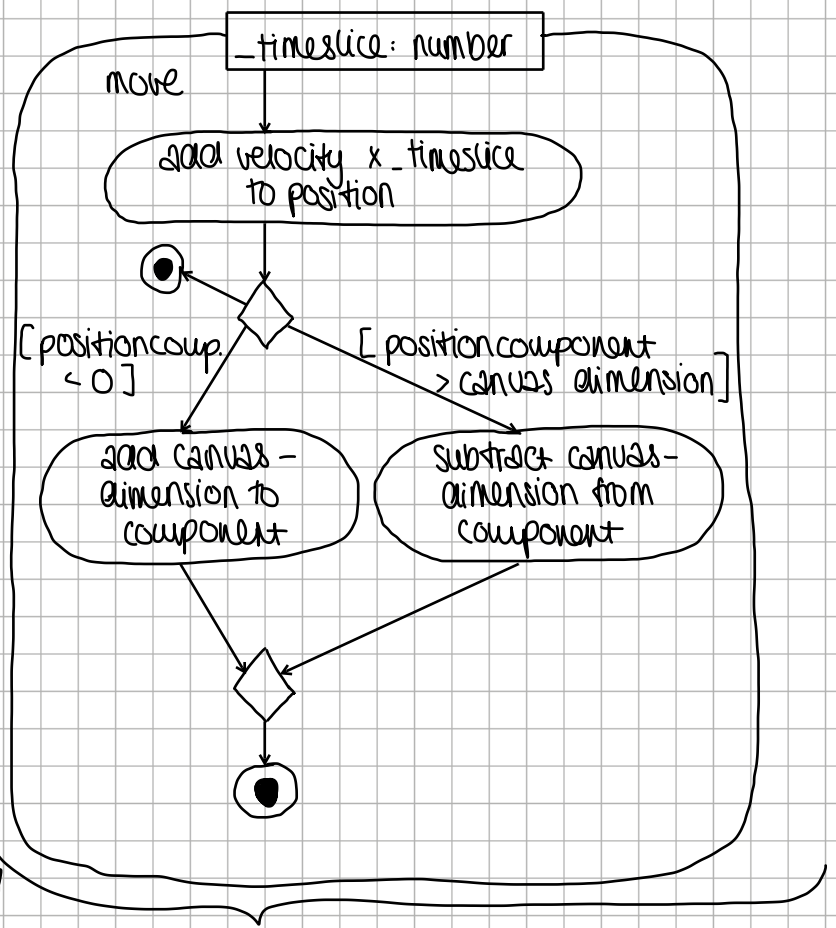 _timeslice: number
move
add velocity x _timeslice
to position
[positioncoup.
< 0]
[positioncomponent
> canvas dimension]
add canvas-
dimension to
component
subtract canvas-
dimension from
component